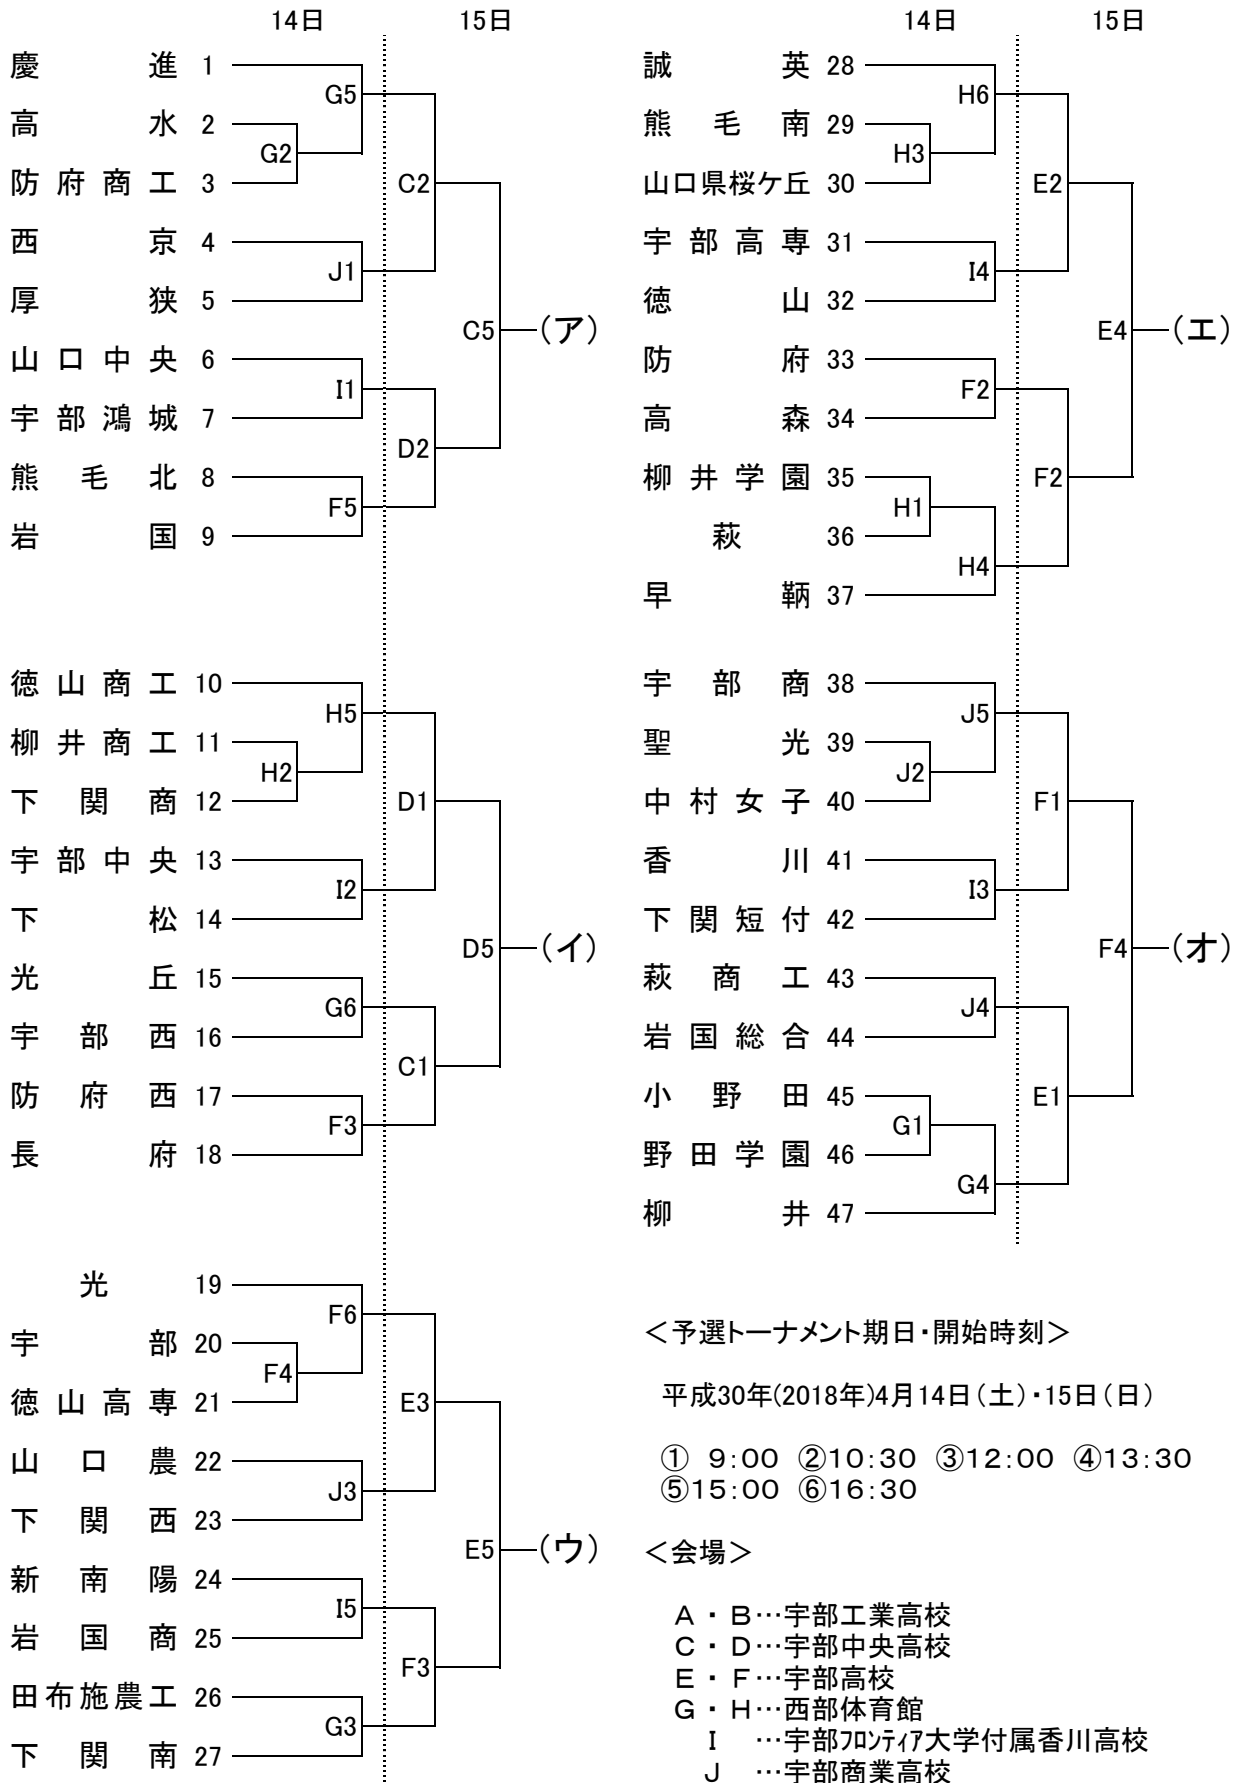 14日 15日
慶進 1
G5
高水 2
G2
防府商工 3
C2
西京 4
J1
厚狭 5
C5 (ア)
山口中央 6
I1
宇部鴻城 7
D2
熊毛北 8
F5
岩国 9
徳山商工 10
H5
柳井商工 11
H2
下関商 12
D1
宇部中央 13
I2
下松 14
D5 (イ)
光丘 15
G6
宇部西 16
C1
防府西 17
F3
長府 18
光 19
F6
宇部 20
F4
徳山高専 21
E3
山口農 22
J3
下関西 23
E5 (ウ)
新南陽 24
I5
岩国商 25
F3
田布施農工 26
G3
下関南 27
14日 15日
誠英 28
H6
熊毛南 29
H3
山口県桜ケ丘 30
E2
宇部高専 31
I4
徳山 32
E4 (エ)
防府 33
F2
高森 34
柳井学園 35
F2
H1
萩 36
H4
早鞆 37
宇部商 38
J5
聖光 39
J2
中村女子 40
F1
香川 41
I3
下関短付 42
F4 (オ)
萩商工 43
J4
岩国総合 44
小野田 45
E1
G1
野田学園 46
G4
柳井 47
＜予選トーナメント期日・開始時刻＞
平成30年(2018年)4月14日(土)・15日(日)
① 9:00 ②10:30 ③12:00 ④13:30
⑤15:00 ⑥16:30
＜会場＞
A・B…宇部工業高校
C・D…宇部中央高校
E・F…宇部高校
G・H…西部体育館
I …宇部フロンティア大学付属香川高校
J …宇部商業高校